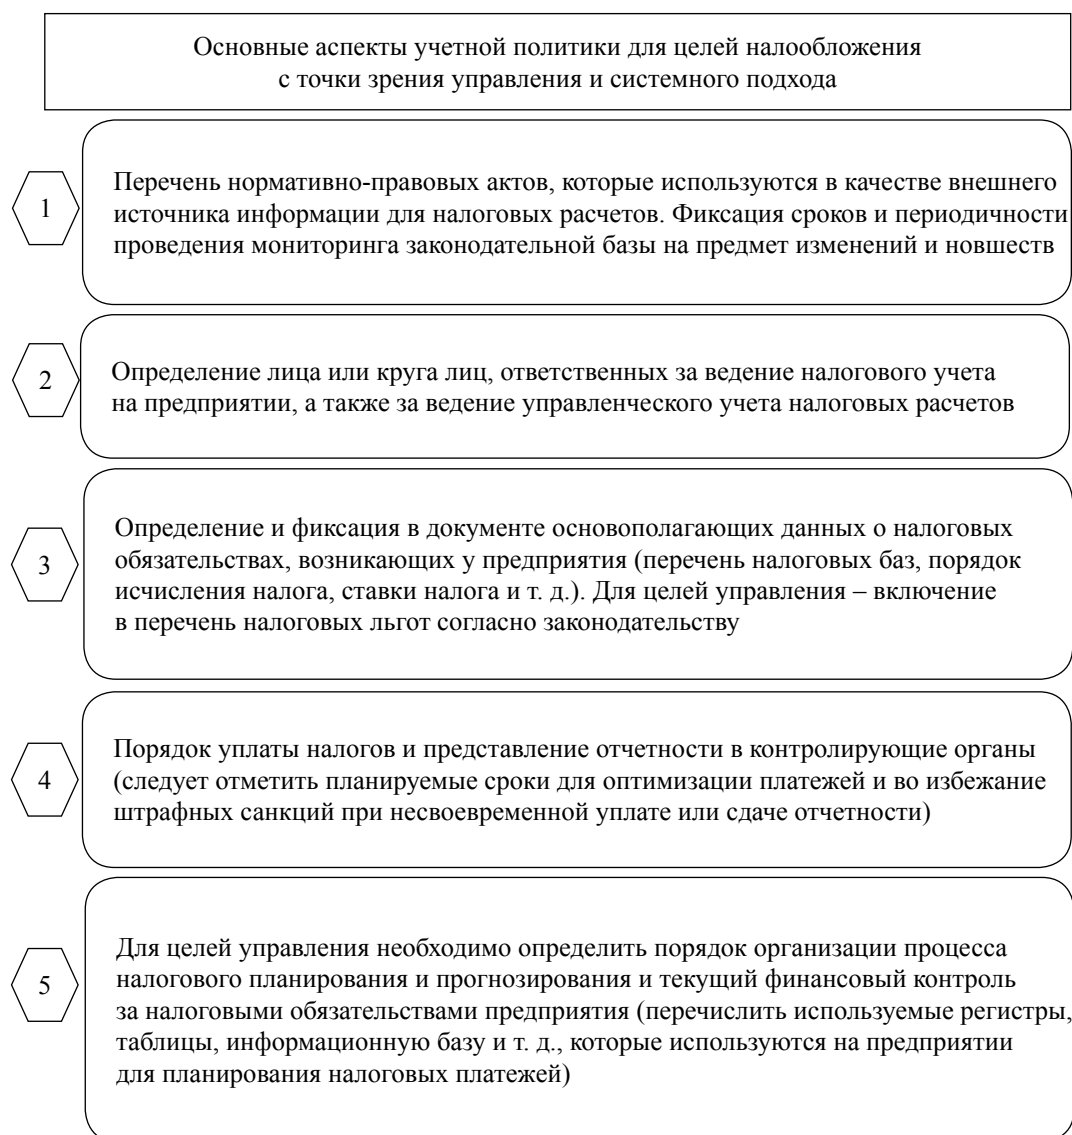 Основные аспекты учетной политики для целей налообложения
с точки зрения управления и системного подхода
1
Перечень нормативно-правовых актов, которые используются в качестве внешнего
источника информации для налоговых расчетов. Фиксация сроков и периодичности
проведения мониторинга законодательной базы на предмет изменений и новшеств
2
Определение лица или круга лиц, ответственных за ведение налогового учета
на предприятии, а также за ведение управленческого учета налоговых расчетов
3
Определение и фиксация в документе основополагающих данных о налоговых
обязательствах, возникающих у предприятия (перечень налоговых баз, порядок
исчисления налога, ставки налога и т. д.). Для целей управления – включение
в перечень налоговых льгот согласно законодательству
4
Порядок уплаты налогов и представление отчетности в контролирующие органы
(следует отметить планируемые сроки для оптимизации платежей и во избежание
штрафных санкций при несвоевременной уплате или сдаче отчетности)
5
Для целей управления необходимо определить порядок организации процесса
налогового планирования и прогнозирования и текущий финансовый контроль
за налоговыми обязательствами предприятия (перечислить используемые регистры,
таблицы, информационную базу и т. д., которые используются на предприятии
для планирования налоговых платежей)